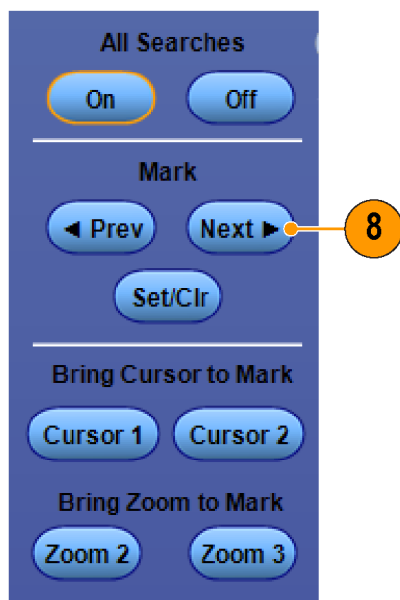 All Searches
On Off
Mark
◄ Prev Next ► 8
Set/Clr
Bring Cursor to Mark
Cursor 1 Cursor 2
Bring Zoom to Mark
Zoom 2 Zoom 3